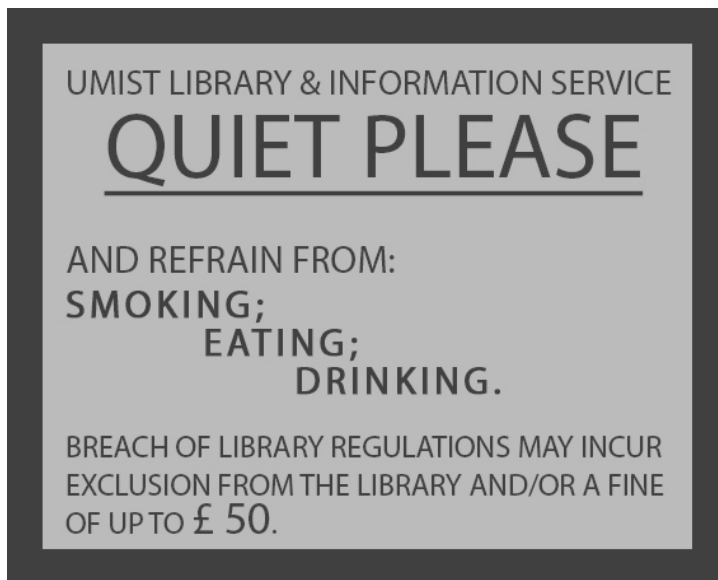 UMIST LIBRARY & INFORMATION SERVICE
QUIET PLEASE
AND REFRAIN FROM:
SMOKING;
EATING;
DRINKING.
BREACH OF LIBRARY REGULATIONS MAY INCUR
EXCLUSION FROM THE LIBRARY AND/OR A FINE
OF UP TO £ 50.